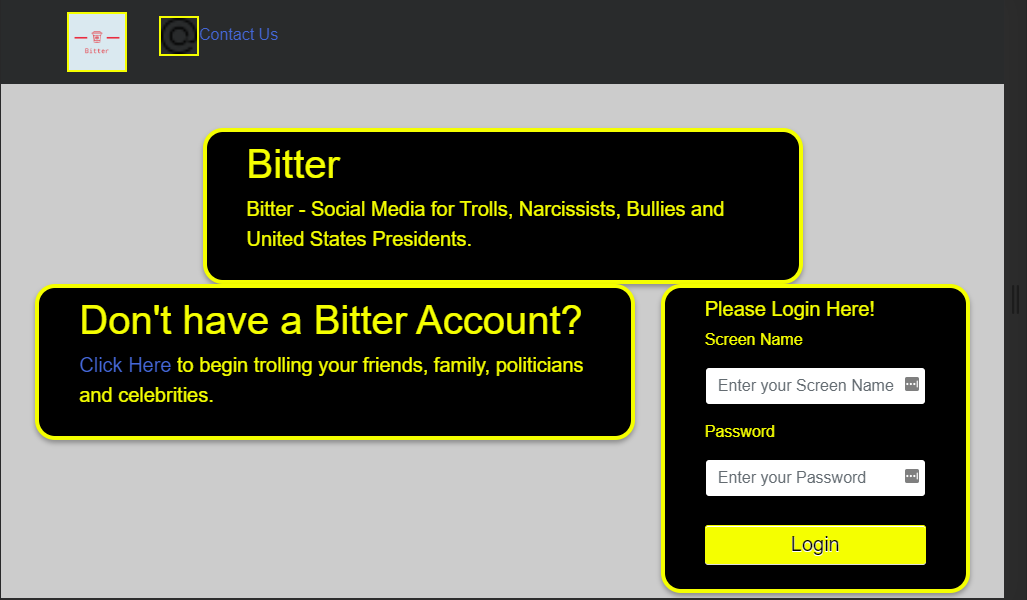 Bitter
Contact Us
Bitter
Bitter - Social Media for Trolls, Narcissists, Bullies and
United States Presidents.
Don't have a Bitter Account?
Click Here to begin trolling your friends, family, politicians
and celebrities.
Please Login Here!
Screen Name
Enter your Screen Name
Password
Enter your Password
Login